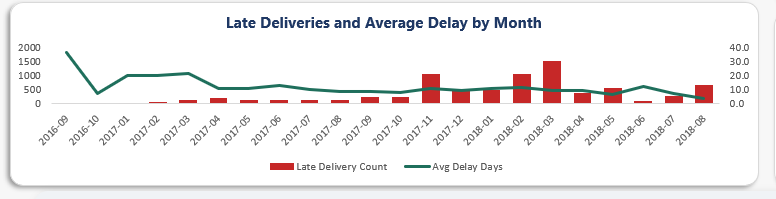 Late Deliveries and Average Delay by Month
2000 40.0
1500 30.0
1000 20.0
500 10.0
0 0.0
2016-09 2016-10 2017-01 2017-02 2017-03 2017-04 2017-05 2017-06 2017-07 2017-08 2017-09 2017-10 2017-11 2017-12 2018-01 2018-02 2018-03 2018-04 2018-05 2018-06 2018-07 2018-08
Late Delivery Count Avg Delay Days